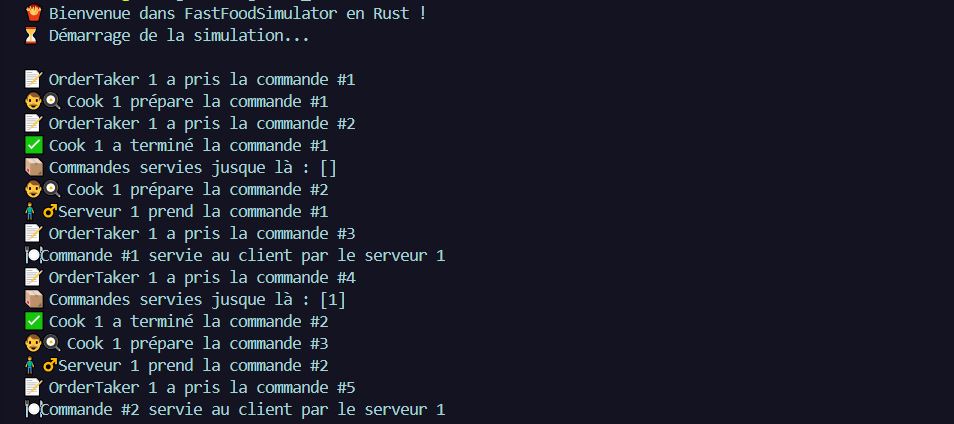 🍟 Bienvenue dans FastFoodSimulator en Rust !
⏳ Démarrage de la simulation...

📝 OrderTaker 1 a pris la commande #1
👨🍳 Cook 1 prépare la commande #1
📝 OrderTaker 1 a pris la commande #2
✅ Cook 1 a terminé la commande #1
📦 Commandes servies jusque là : []
👨🍳 Cook 1 prépare la commande #2
🧍♂Serveur 1 prend la commande #1
📝 OrderTaker 1 a pris la commande #3
🍽Commande #1 servie au client par le serveur 1
📝 OrderTaker 1 a pris la commande #4
📦 Commandes servies jusque là : [1]
✅ Cook 1 a terminé la commande #2
👨🍳 Cook 1 prépare la commande #3
🧍♂Serveur 1 prend la commande #2
📝 OrderTaker 1 a pris la commande #5
🍽Commande #2 servie au client par le serveur 1